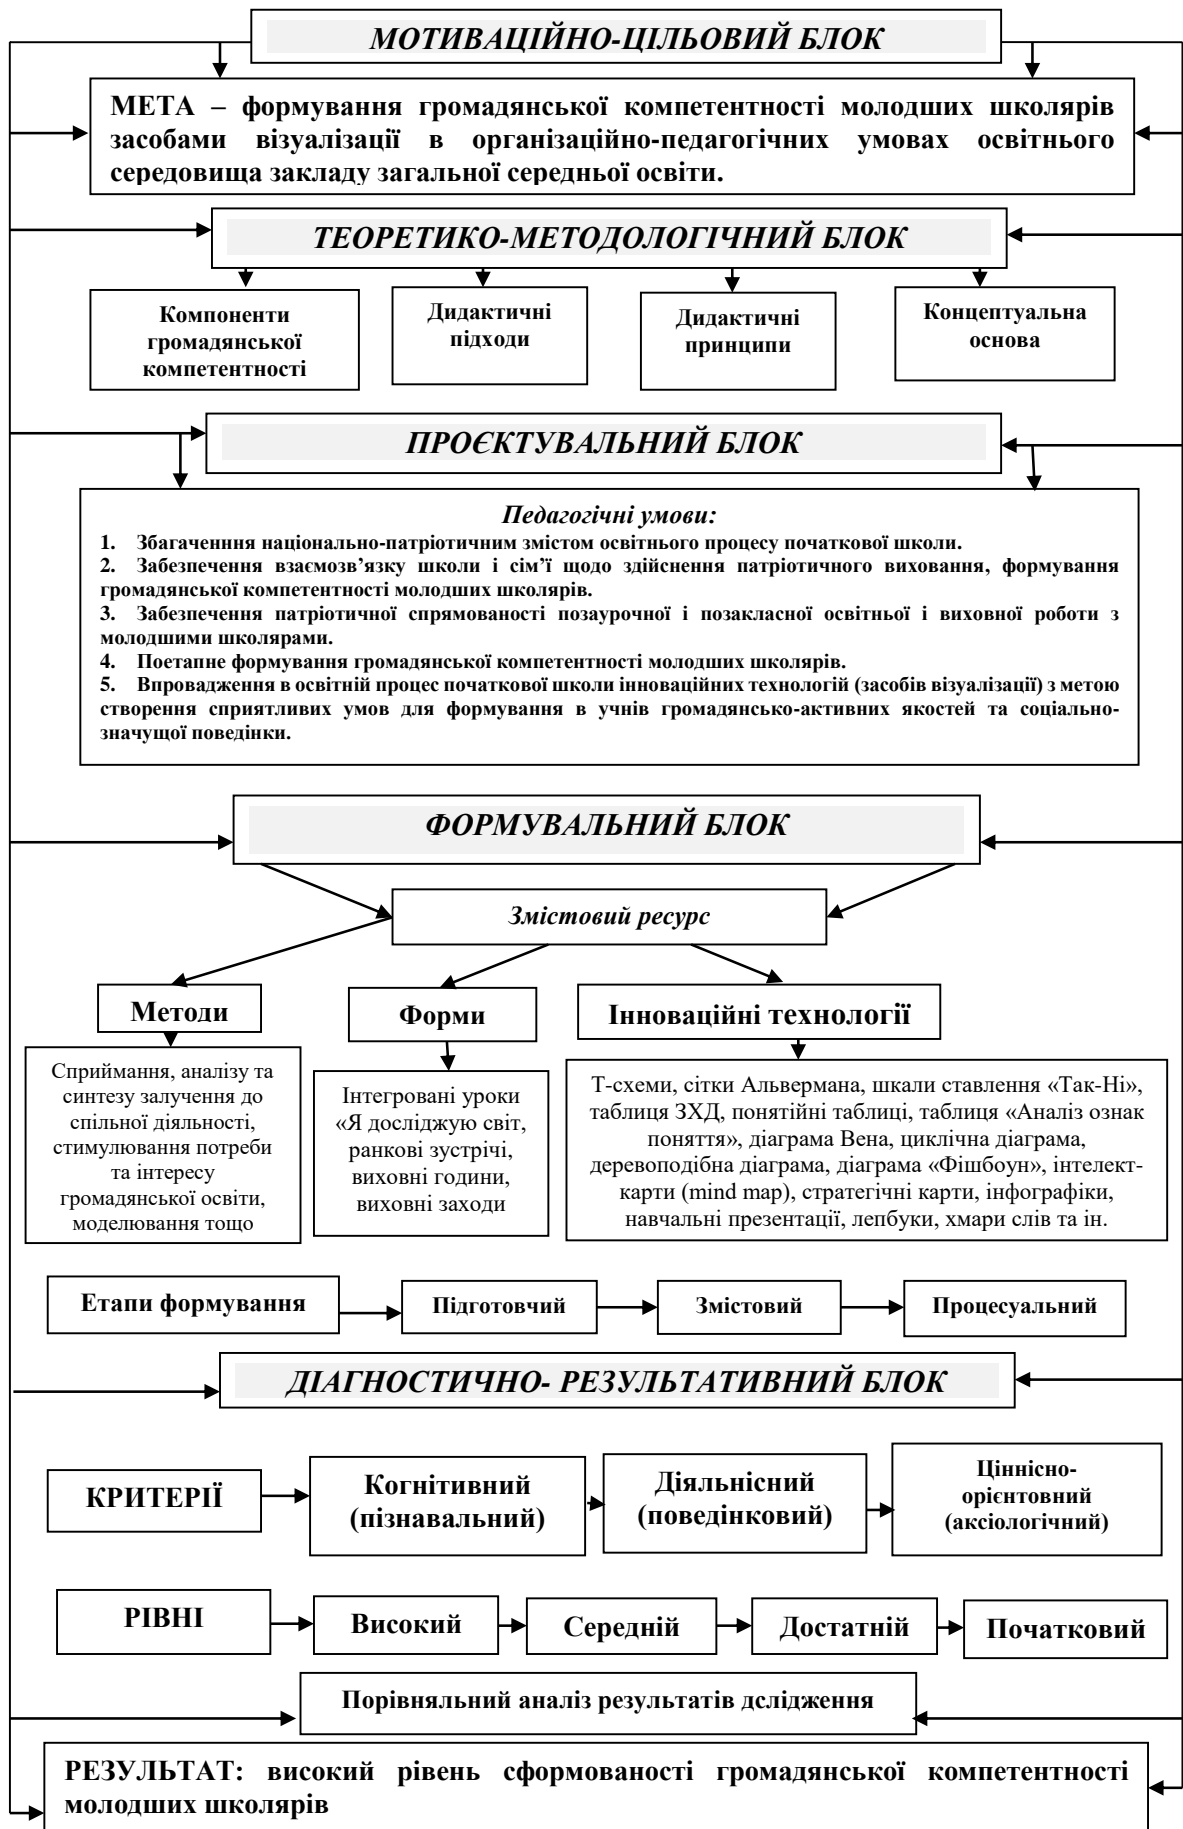 МОТИВАЦІЙНО-ЦІЛЬОВИЙ БЛОК
МЕТА – формування громадянської компетентності молодших школярів
засобами візуалізації в організаційно-педагогічних умовах освітнього
середовища закладу загальної середньої освіти.
ТЕОРЕТИКО-МЕТОДОЛОГІЧНИЙ БЛОК
Компоненти
громадянської
компетентності
Дидактичні
підходи
Дидактичні
принципи
Концептуальна
основа
ПРОЄКТУВАЛЬНИЙ БЛОК
Педагогічні умови:
1. Збагаченння національно-патріотичним змістом освітнього процесу початкової школи.
2. Забезпечення взаємозв’язку школи і сім’ї щодо здійснення патріотичного виховання, формування
громадянської компетентності молодших школярів.
3. Забезпечення патріотичної спрямованості позаурочної і позакласної освітньої і виховної роботи з
молодшими школярами.
4. Поетапне формування громадянської компетентності молодших школярів.
5. Впровадження в освітній процес початкової школи інноваційних технологій (засобів візуалізації) з метою
створення сприятливих умов для формування в учнів громадянсько-активних якостей та соціально-
значущої поведінки.
ФОРМУВАЛЬНИЙ БЛОК
Змістовий ресурс
Методи
Форми
Інноваційні технології
Сприймання, аналізу та
синтезу залучення до
спільної діяльності,
стимулювання потреби
та інтересу
громадянської освіти,
моделювання тощо
Інтегровані уроки
«Я досліджую світ,
ранкові зустрічі,
виховні години,
виховні заходи
Т-схеми, сітки Альвермана, шкали ставлення «Так-Ні»,
таблиця ЗХД, понятійні таблиці, таблиця «Аналіз ознак
поняття», діаграма Вена, циклічна діаграма,
деревоподібна діаграма, діаграма «Фішбоун», інтелект-
карти (mind map), стратегічні карти, інфографіки,
навчальні презентації, лепбуки, хмари слів та ін.
Етапи формування
Підготовчий
Змістовий
Процесуальний
ДІАГНОСТИЧНО- РЕЗУЛЬТАТИВНИЙ БЛОК
КРИТЕРІЇ
Когнітивний
(пізнавальний)
Діяльнісний
(поведінковий)
Ціннісно-
орієнтовний
(аксіологічний)
РІВНІ
Високий
Середній
Достатній
Початковий
Порівняльний аналіз результатів дслідження
РЕЗУЛЬТАТ: високий рівень сформованості громадянської компетентності
молодших школярів